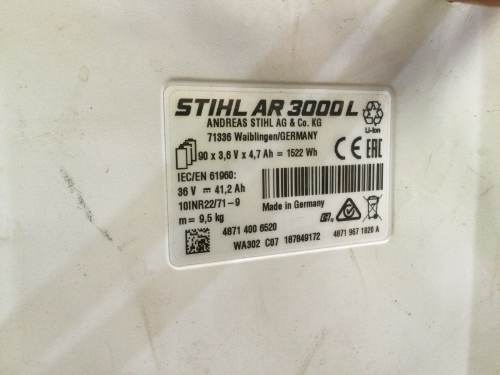 STIHL AR 3000 L
ANDREAS STIHL AG & Co. KG
71336 Waiblingen/GERMANY
Li-Ion
90 x 3,6 V x 4,7 Ah = 1522 Wh
CE EAC
IEC/EN 61960:
36 V ⎓ 41,2 Ah
10INR22/71-9
Made in Germany
m = 9,5 kg
4871 400 6520
WA302 C07 187849172
4871 967 1820 A